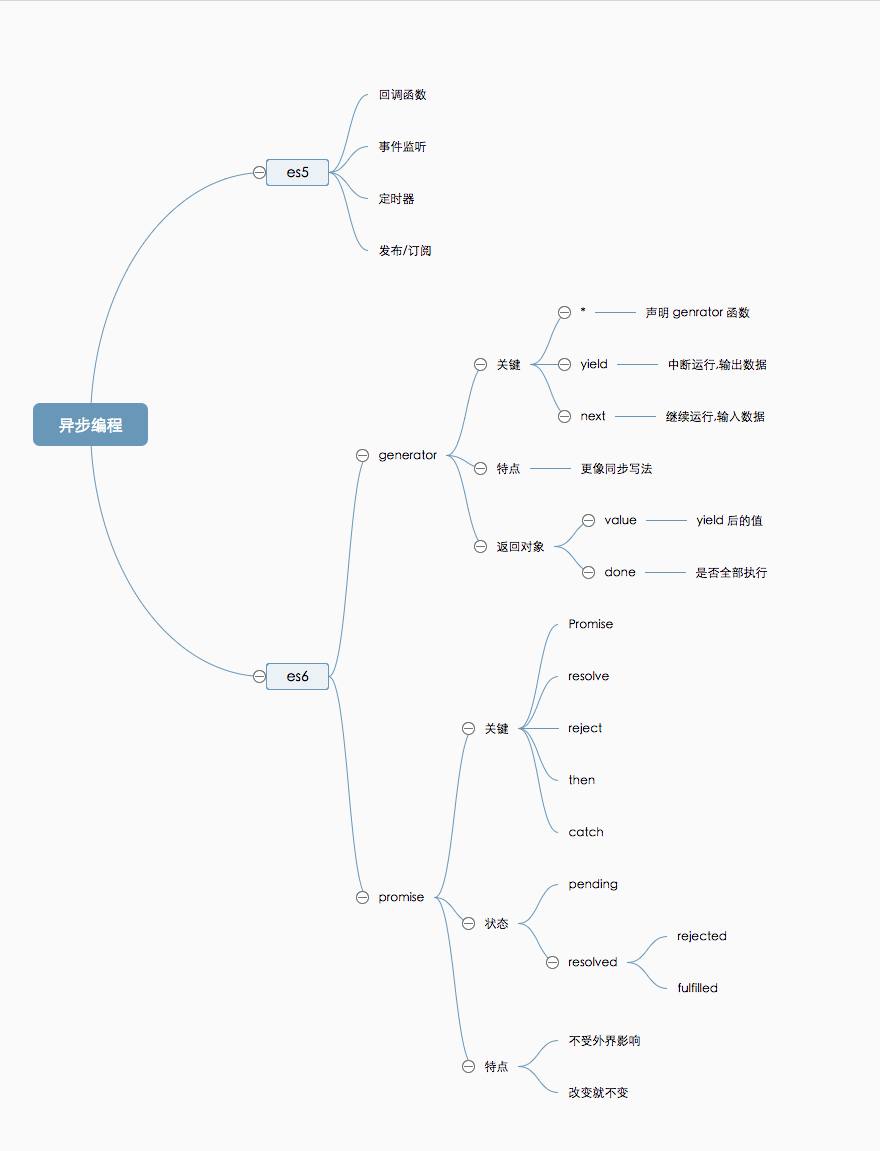 异步编程
es5
回调函数
事件监听
定时器
发布/订阅
es6
generator
关键
*
声明 genrator 函数
yield
中断运行,输出数据
next
继续运行,输入数据
特点
更像同步写法
返回对象
value
yield 后的值
done
是否全部执行
promise
关键
Promise
resolve
reject
then
catch
状态
pending
resolved
rejected
fulfilled
特点
不受外界影响
改变就不变